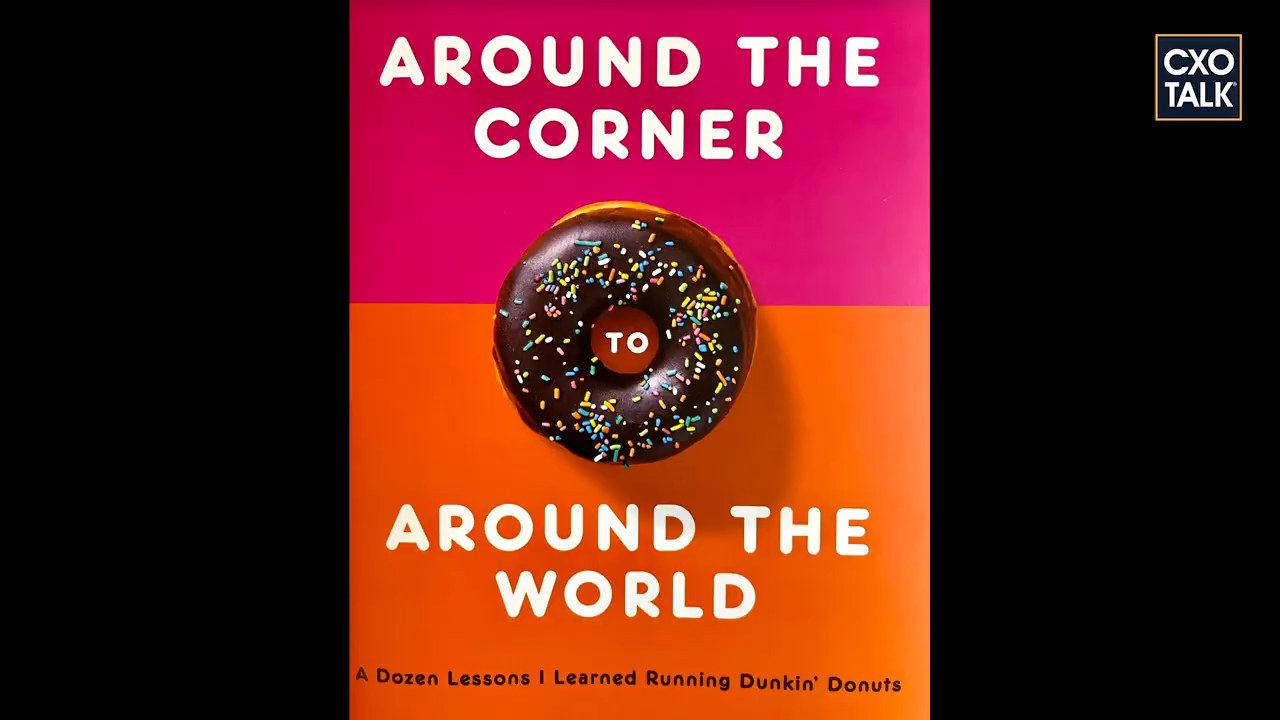 AROUND THE
CORNER
TO
AROUND THE
WORLD
A Dozen Lessons I Learned Running Dunkin' Donuts
CXO
TALK